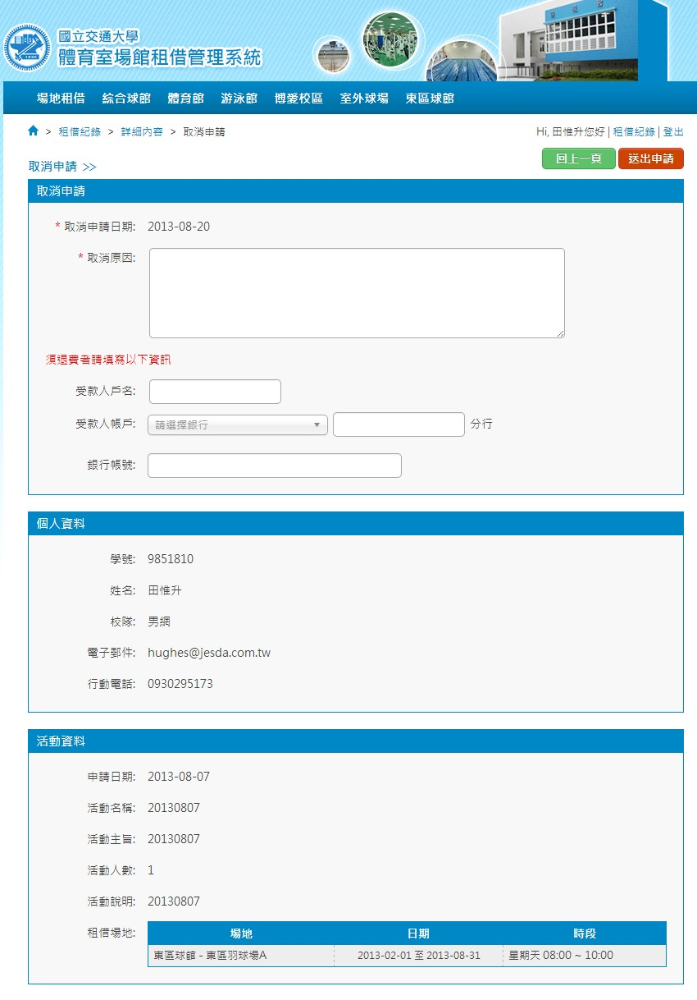 國立交通大學
體育室場館租借管理系統
場地租借 綜合球館 體育館 游泳館 博愛校區 室外球場 東區球館
> 租借紀錄 > 詳細內容 > 取消申請
Hi, 田惟升您好 | 租借紀錄 | 登出
取消申請 >>
回上一頁 送出申請
取消申請
* 取消申請日期: 2013-08-20
* 取消原因:
須退費者請填寫以下資訊
受款人戶名:
受款人帳戶: 請選擇銀行 分行
銀行帳號:
個人資料
學號: 9851810
姓名: 田惟升
校隊: 男網
電子郵件: hughes@jesda.com.tw
行動電話: 0930295173
活動資料
申請日期: 2013-08-07
活動名稱: 20130807
活動主旨: 20130807
活動人數: 1
活動說明: 20130807
租借場地: 場地 日期 時段
東區球館 - 東區羽球場A 2013-02-01 至 2013-08-31 星期天 08:00 ~ 10:00